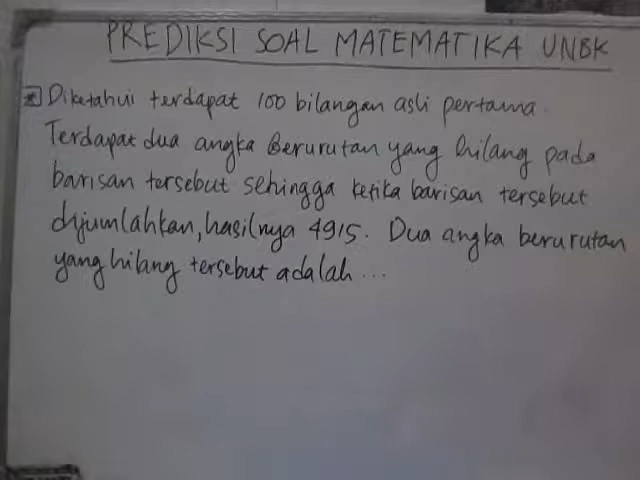 PREDIKSI SOAL MATEMATIKA UNBK
* Diketahui terdapat 100 bilangan asli pertama.
Terdapat dua angka Berurutan yang hilang pada
barisan tersebut sehingga ketika barisan tersebut
dijumlahkan, hasilnya 4915. Dua angka berurutan
yang hilang tersebut adalah ...